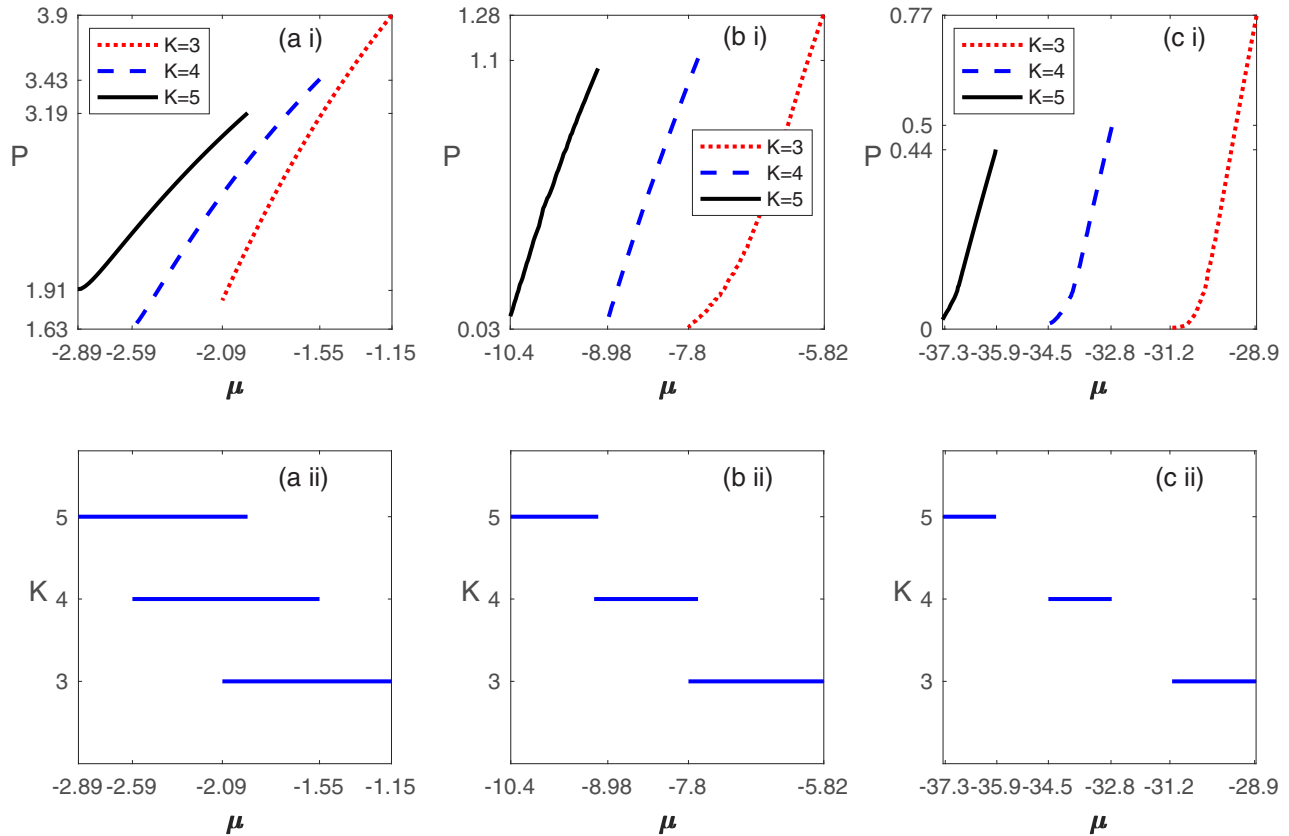 3.9
3.43
3.19
P
1.91
1.63
K=3
K=4
K=5
(a i)
-2.89 -2.59 -2.09 -1.55 -1.15
μ
1.28
1.1
P
0.03
(b i)
K=3
K=4
K=5
-10.4 -8.98 -7.8 -5.82
μ
0.77
0.5
P
0.44
0
K=3
K=4
K=5
(c i)
-37.3 -35.9 -34.5 -32.8 -31.2 -28.9
μ
(a ii)
5
K
4
3
-2.89 -2.59 -2.09 -1.55 -1.15
μ
(b ii)
5
K
4
3
-10.4 -8.98 -7.8 -5.82
μ
(c ii)
5
K
4
3
-37.3 -35.9 -34.5 -32.8 -31.2 -28.9
μ